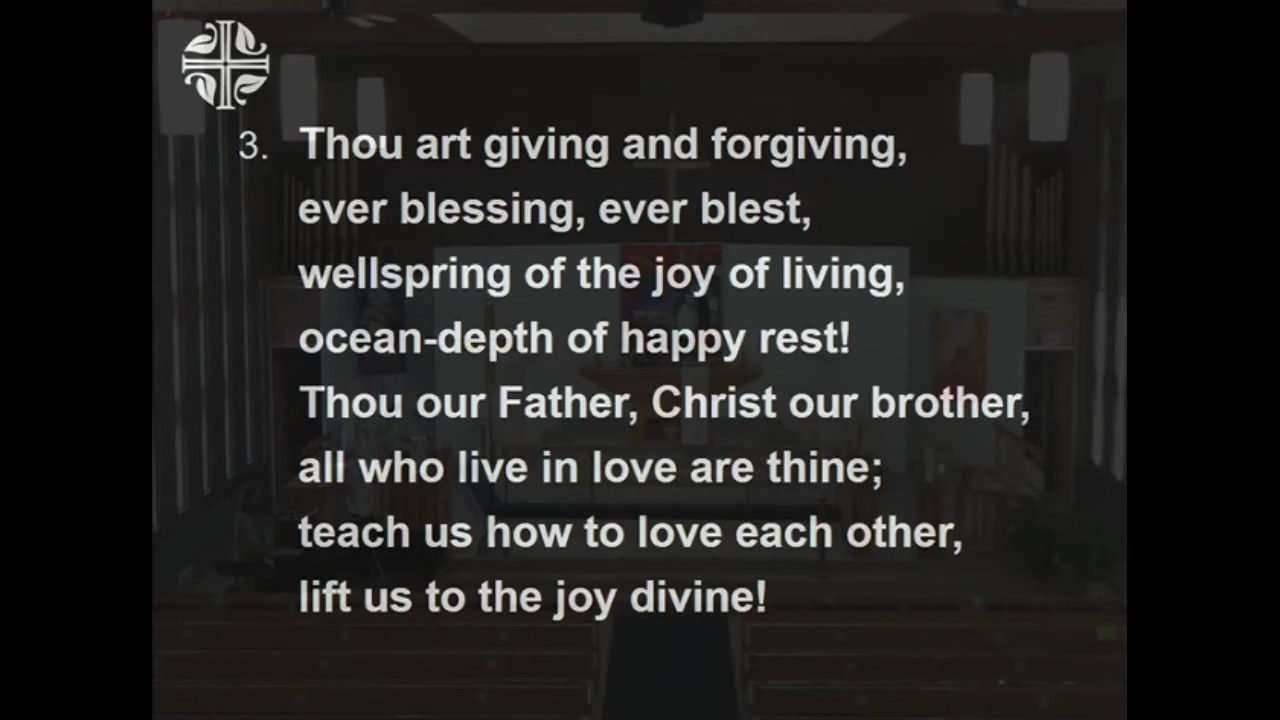 3. Thou art giving and forgiving,
ever blessing, ever blest,
wellspring of the joy of living,
ocean-depth of happy rest!
Thou our Father, Christ our brother,
all who live in love are thine;
teach us how to love each other,
lift us to the joy divine!